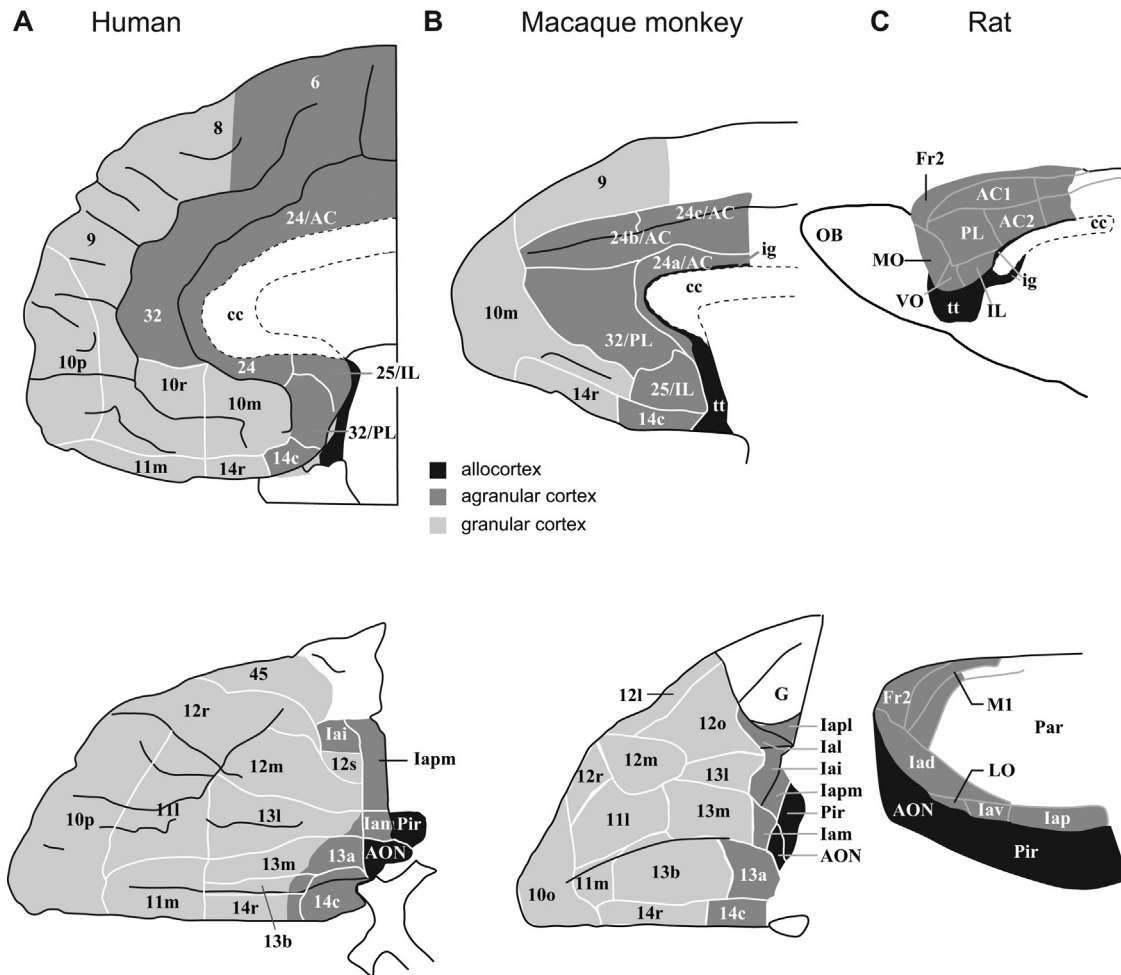 A Human
B Macaque monkey
C Rat
6
8
9
24/AC
32
cc
24
25/IL
10p
10r
10m
32/PL
14c
11m
14r
9
24c/AC
24b/AC
24a/AC
ig
cc
10m
32/PL
25/IL
14r
14c
tt
Fr2
AC1
AC2
OB
PL
cc
MO
ig
VO
tt
IL
allocortex
agranular cortex
granular cortex
45
12r
Iai
12s
12m
Iapm
11l
10p
13l
Iam
Pir
13m
13a
AON
11m
14r
14c
13b
12l
G
12o
Iapl
Ial
12m
12r
13l
Iai
Iapm
11l
13m
Pir
Iam
AON
11m
13b
13a
10o
14r
14c
Fr2
M1
Par
Iad
LO
AON
Iav
Iap
Pir